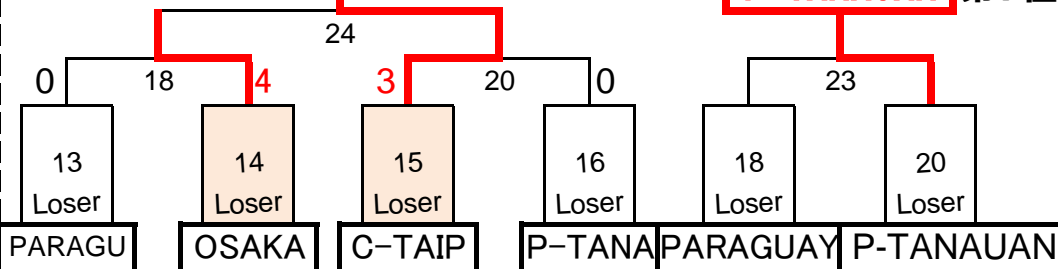 24
0 18 4 3 20 0 23
13 14 15 16 18 20
Loser Loser Loser Loser Loser Loser
PARAGU OSAKA C-TAIP P-TANA PARAGUAY P-TANAUAN